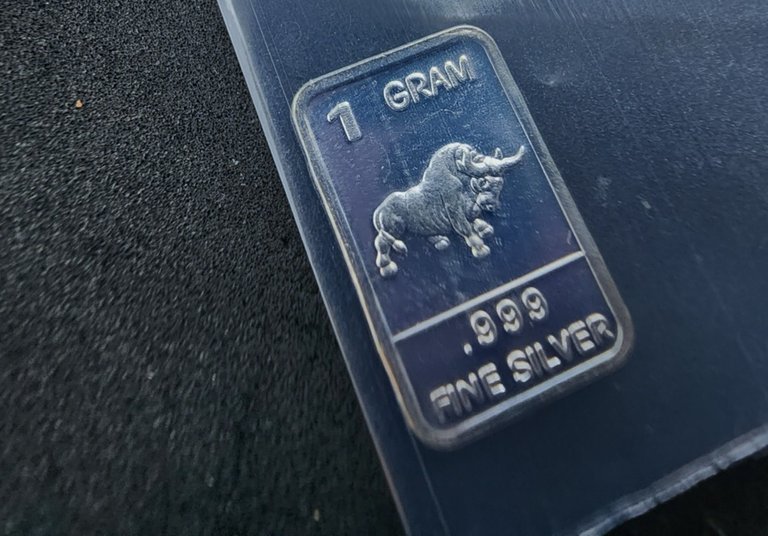 1 GRAM
.999
FINE SILVER